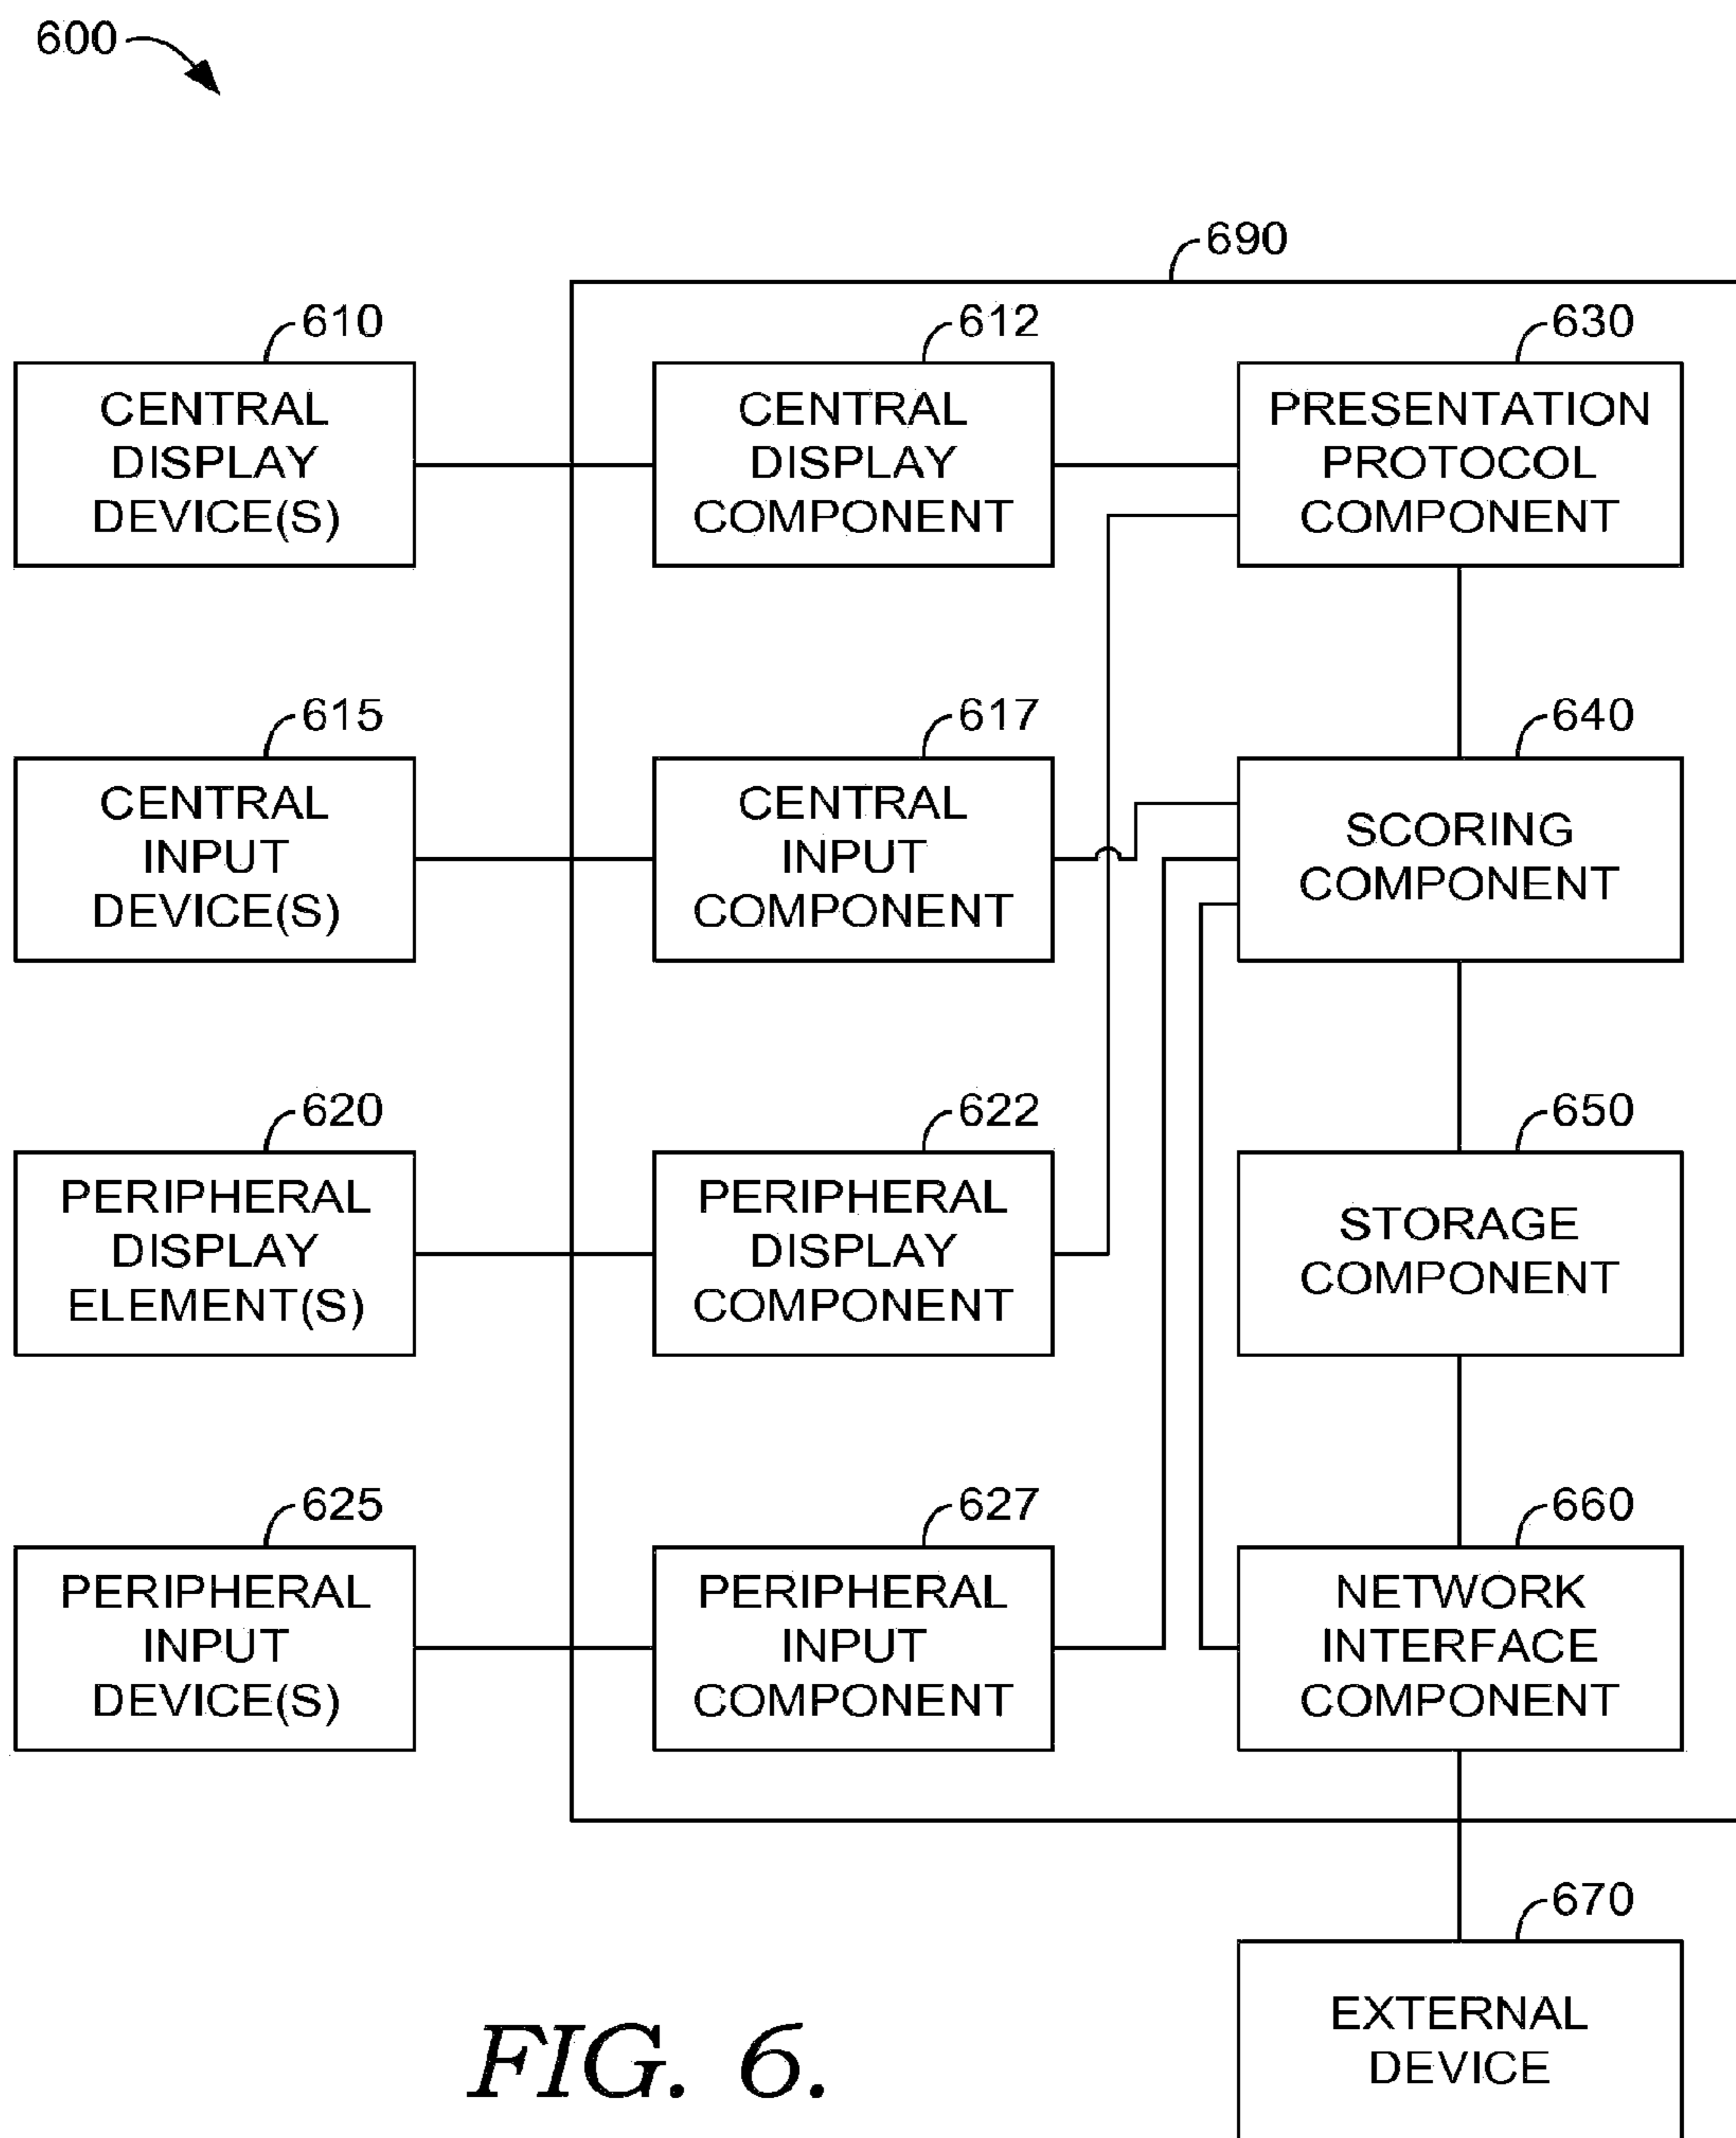 600
690
610
612
630
CENTRAL
DISPLAY
DEVICE(S)
CENTRAL
DISPLAY
COMPONENT
PRESENTATION
PROTOCOL
COMPONENT
615
617
640
CENTRAL
INPUT
DEVICE(S)
CENTRAL
INPUT
COMPONENT
SCORING
COMPONENT
620
622
650
PERIPHERAL
DISPLAY
ELEMENT(S)
PERIPHERAL
DISPLAY
COMPONENT
STORAGE
COMPONENT
625
627
660
PERIPHERAL
INPUT
DEVICE(S)
PERIPHERAL
INPUT
COMPONENT
NETWORK
INTERFACE
COMPONENT
670
EXTERNAL
DEVICE
FIG. 6.